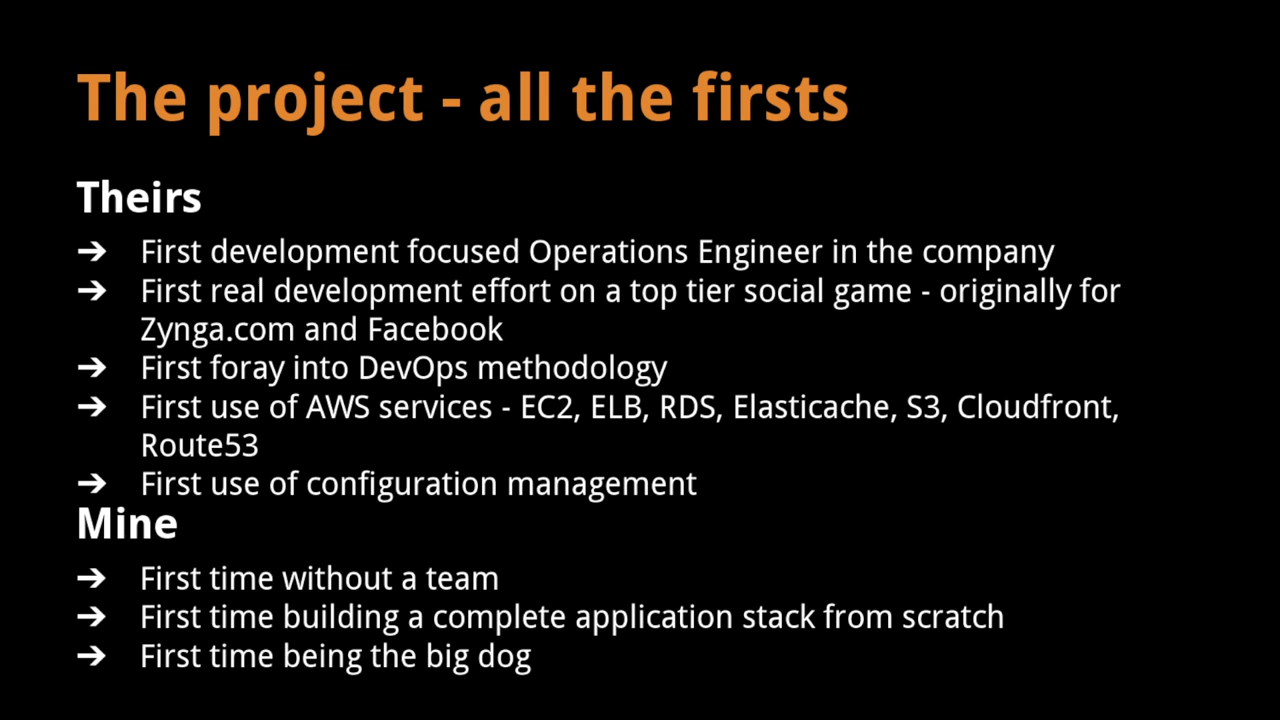 The project - all the firsts
Theirs
➔ First development focused Operations Engineer in the company
➔ First real development effort on a top tier social game - originally for
Zynga.com and Facebook
➔ First foray into DevOps methodology
➔ First use of AWS services - EC2, ELB, RDS, Elasticache, S3, Cloudfront,
Route53
➔ First use of configuration management
Mine
➔ First time without a team
➔ First time building a complete application stack from scratch
➔ First time being the big dog